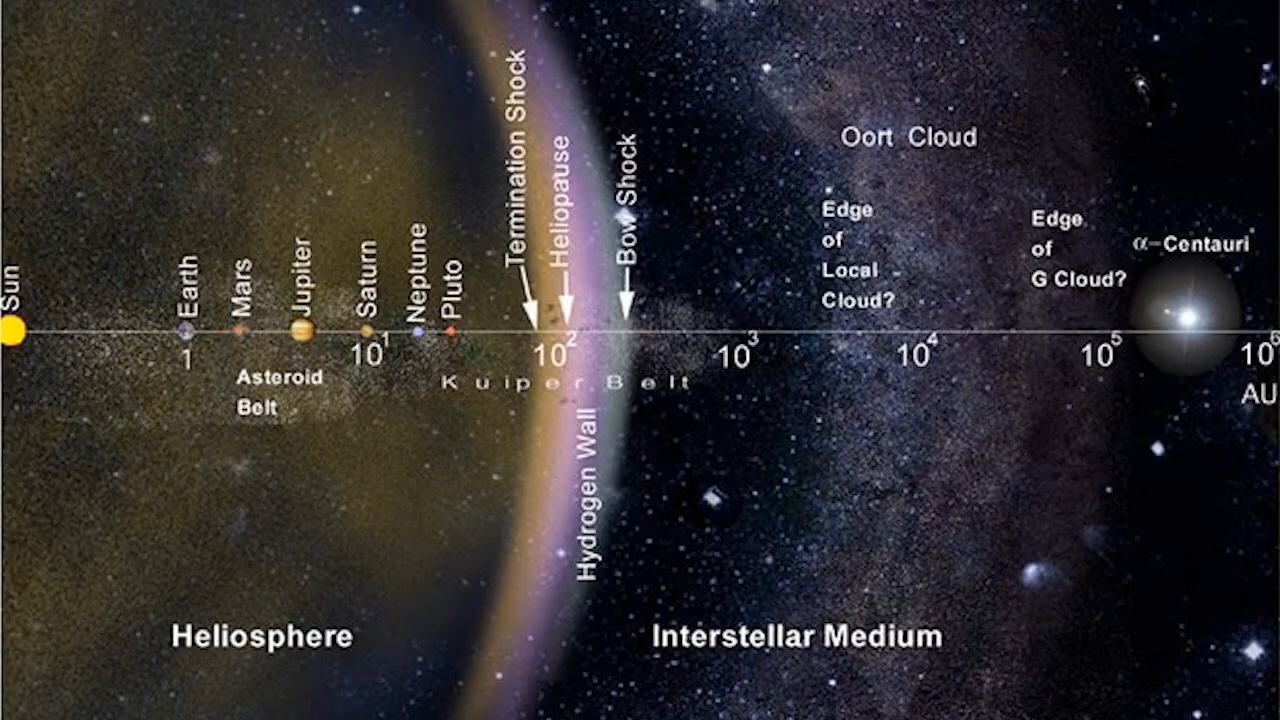 Termination Shock
Heliopause
Bow Shock
Oort Cloud
Edge
of
Local
Cloud?
Edge
of
G Cloud?
α-Centauri
Sun
Earth
Mars
Jupiter
Saturn
Neptune
Pluto
1
10¹
10²
10³
10⁴
10⁵
10⁶
AU
Asteroid
Belt
Kuiper Belt
Hydrogen Wall
Heliosphere
Interstellar Medium